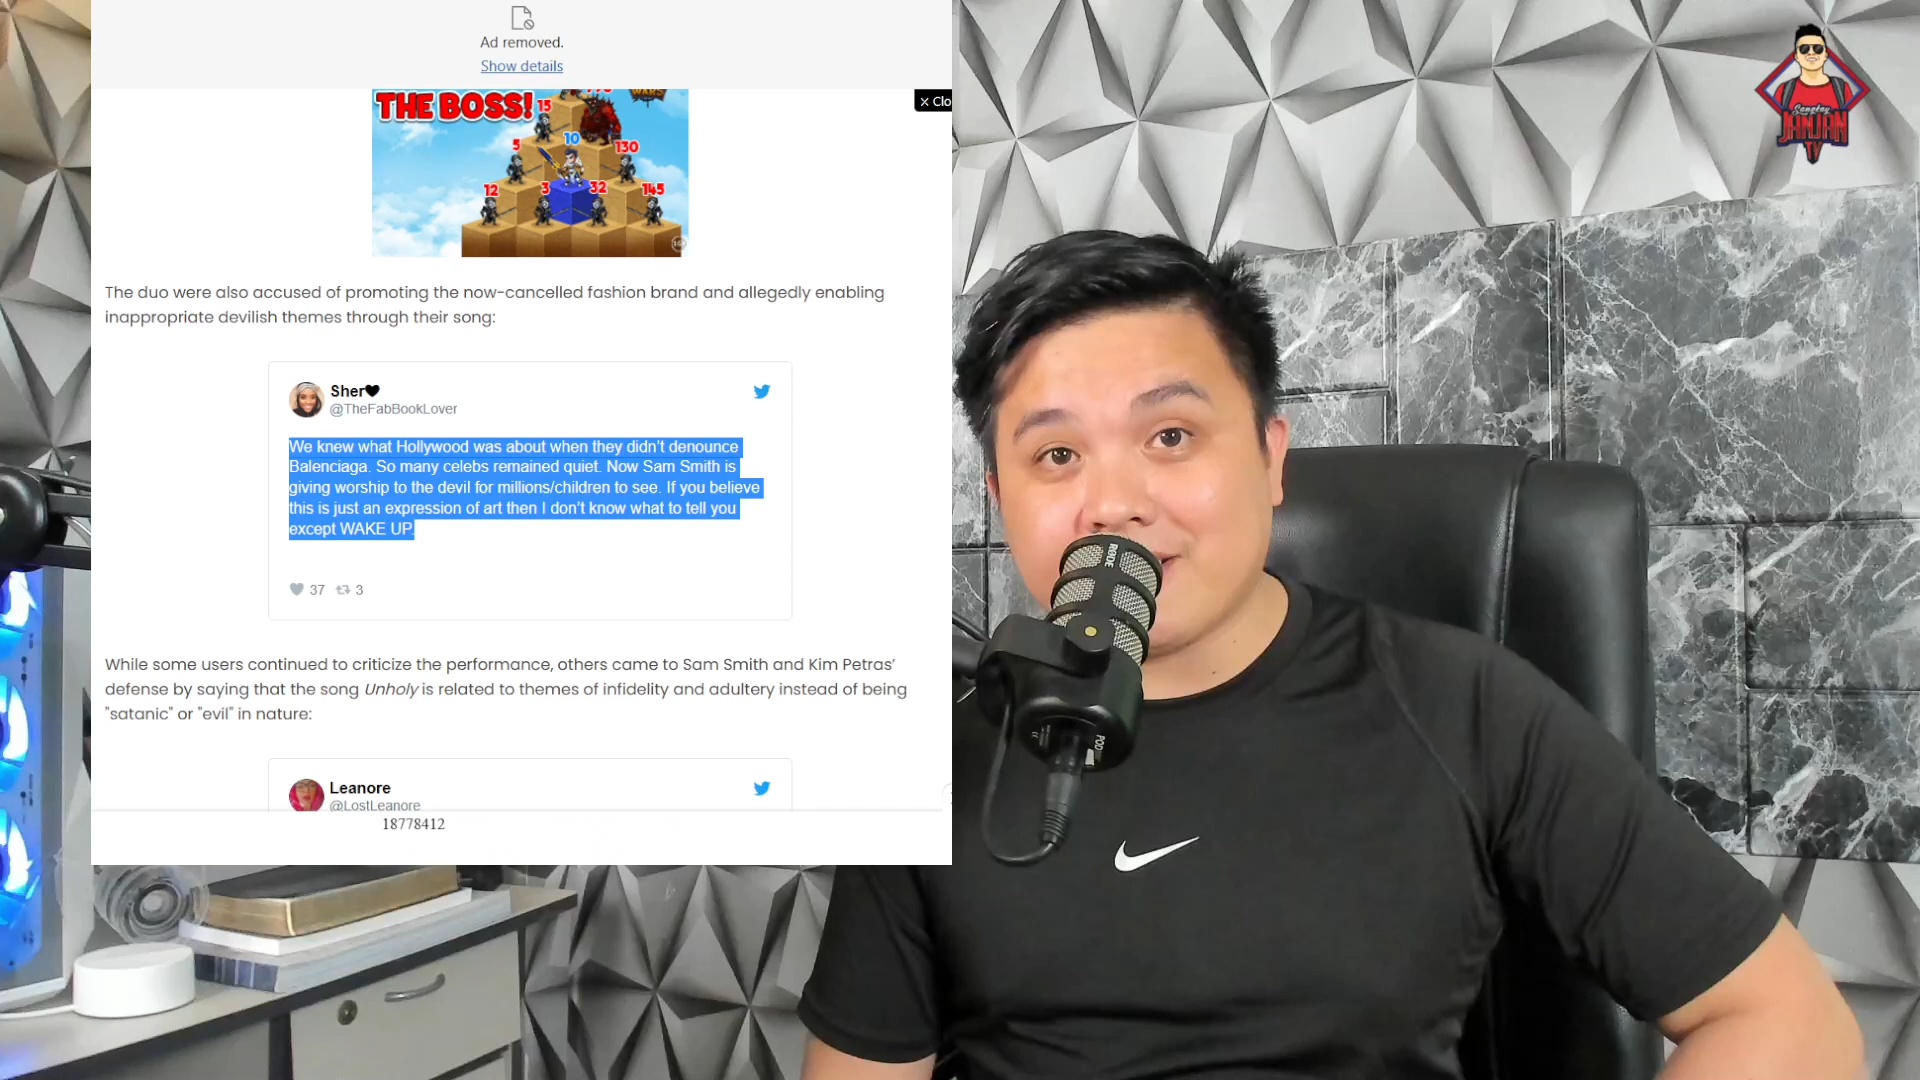 Ad removed.
Show details
THE BOSS!
WARS
15
10
5
130
12
3
32
145
× Clo
The duo were also accused of promoting the now-cancelled fashion brand and allegedly enabling
inappropriate devilish themes through their song:
Sher🖤
@TheFabBookLover
We knew what Hollywood was about when they didn't denounce
Balenciaga. So many celebs remained quiet. Now Sam Smith is
giving worship to the devil for millions/children to see. If you believe
this is just an expression of art then I don't know what to tell you
except WAKE UP.
37 3
While some users continued to criticize the performance, others came to Sam Smith and Kim Petras'
defense by saying that the song Unholy is related to themes of infidelity and adultery instead of being
"satanic" or "evil" in nature:
Leanore
@LostLeanore
18778412
Sangkay
JANJAN
TV
RØDE